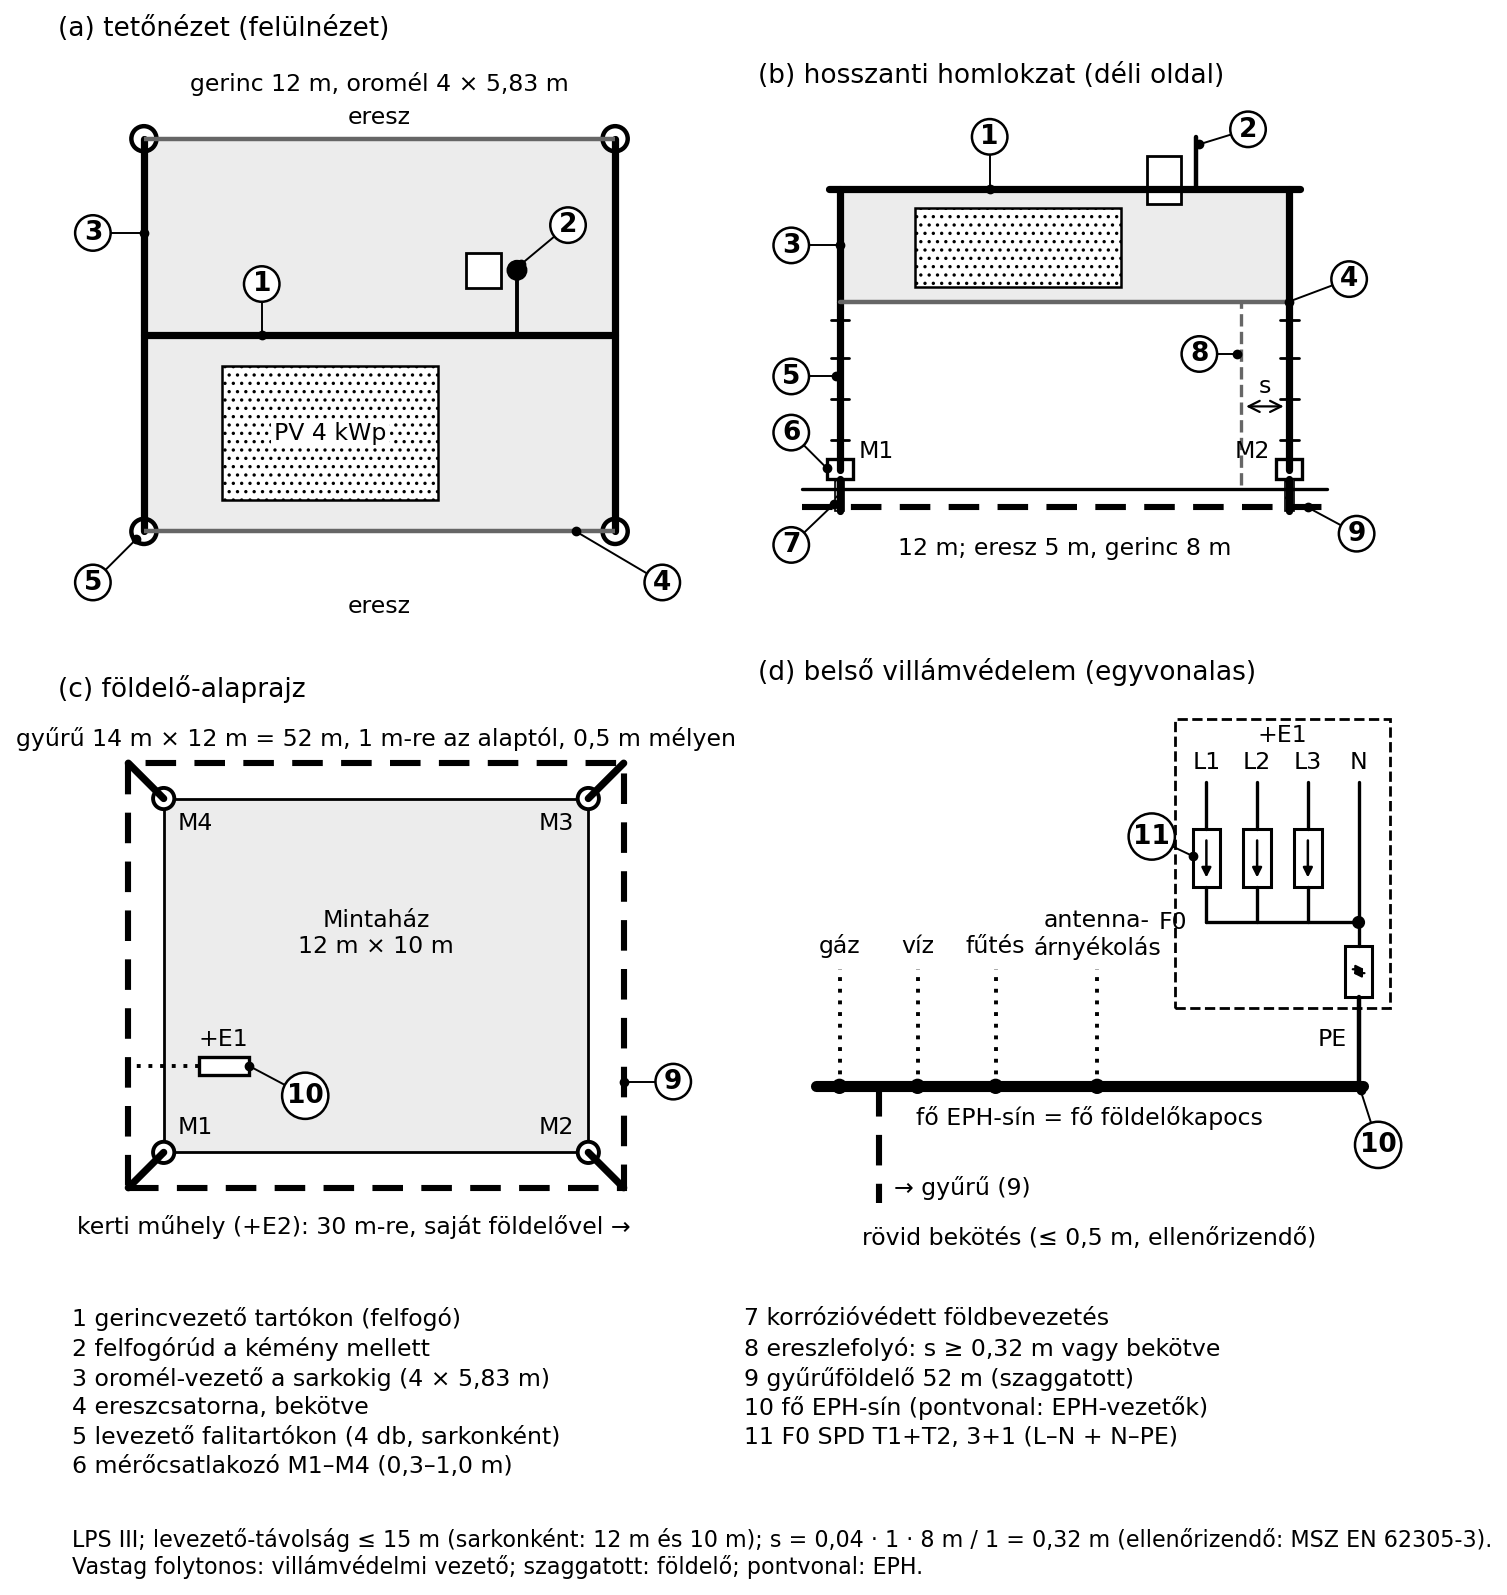 (a) tetőnézet (felülnézet)
gerinc 12 m, oromél 4 × 5,83 m
eresz
3
2
1
PV 4 kWp
5
4
eresz
(b) hosszanti homlokzat (déli oldal)
1
2
3
4
8
5
s
6
M1
M2
7
9
12 m; eresz 5 m, gerinc 8 m
(c) földelő-alaprajz
gyűrű 14 m × 12 m = 52 m, 1 m-re az alaptól, 0,5 m mélyen
M4
M3
Mintaház
12 m × 10 m
+E1
10
9
M1
M2
kerti műhely (+E2): 30 m-re, saját földelővel →
(d) belső villámvédelem (egyvonalas)
+E1
L1 L2 L3 N
11
F0
gáz víz fűtés antenna-
árnyékolás
PE
fő EPH-sín = fő földelőkapocs
10
→ gyűrű (9)
rövid bekötés (≤ 0,5 m, ellenőrizendő)
1 gerincvezető tartókon (felfogó)
2 felfogórúd a kémény mellett
3 oromél-vezető a sarkokig (4 × 5,83 m)
4 ereszcsatorna, bekötve
5 levezető falitartókon (4 db, sarkonként)
6 mérőcsatlakozó M1–M4 (0,3–1,0 m)
7 korrózióvédett földbevezetés
8 ereszlefolyó: s ≥ 0,32 m vagy bekötve
9 gyűrűföldelő 52 m (szaggatott)
10 fő EPH-sín (pontvonal: EPH-vezetők)
11 F0 SPD T1+T2, 3+1 (L–N + N–PE)
LPS III; levezető-távolság ≤ 15 m (sarkonként: 12 m és 10 m); s = 0,04 · 1 · 8 m / 1 = 0,32 m (ellenőrizendő: MSZ EN 62305-3).
Vastag folytonos: villámvédelmi vezető; szaggatott: földelő; pontvonal: EPH.